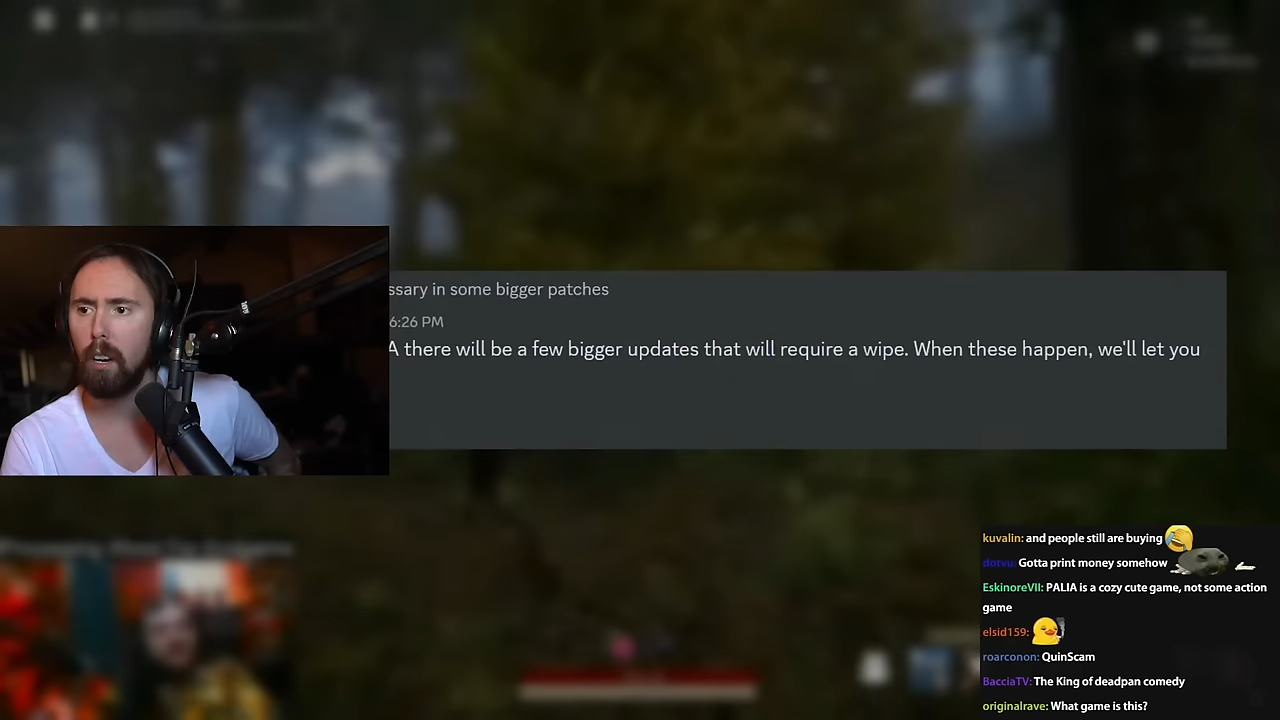 ssary in some bigger patches
6:26 PM
A there will be a few bigger updates that will require a wipe. When these happen, we'll let you
kuvalin: and people still are buying
dotvu: Gotta print money somehow
EskinoreVII: PALIA is a cozy cute game, not some action
game
elsid159:
roarconon: QuinScam
BacciaTV: The King of deadpan comedy
originalrave: What game is this?